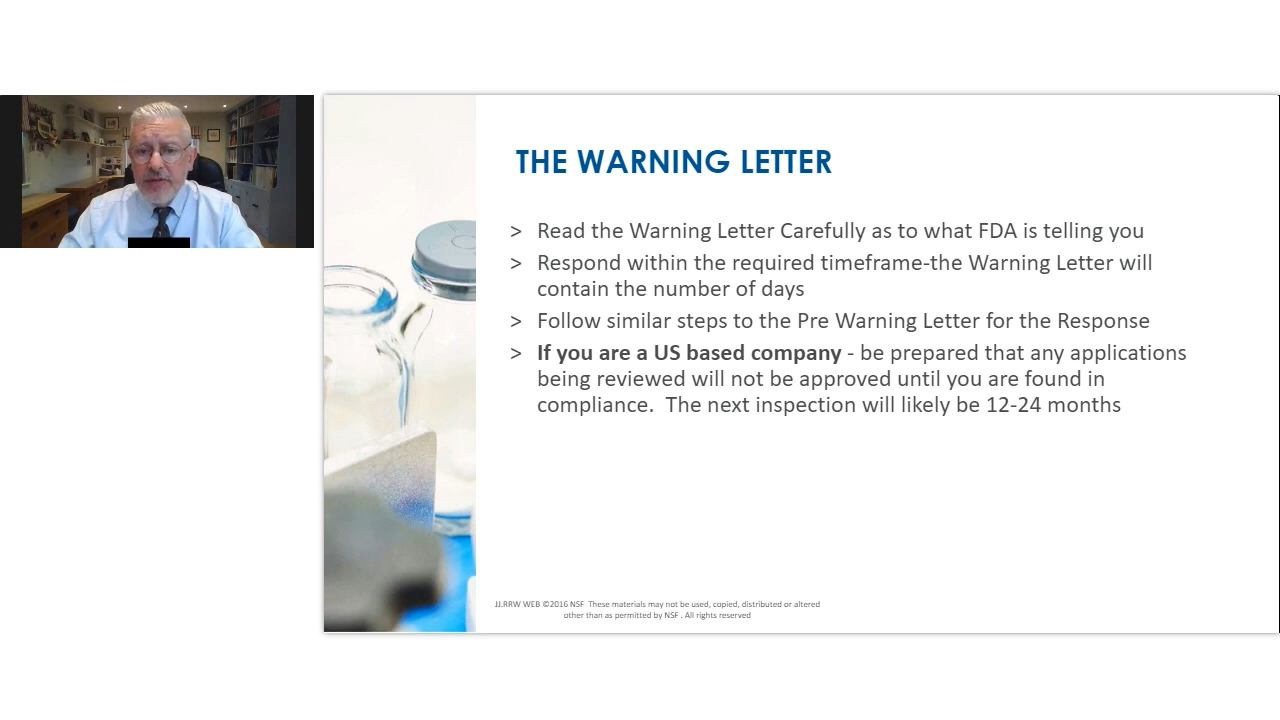 THE WARNING LETTER
> Read the Warning Letter Carefully as to what FDA is telling you
> Respond within the required timeframe-the Warning Letter will
contain the number of days
> Follow similar steps to the Pre Warning Letter for the Response
> If you are a US based company - be prepared that any applications
being reviewed will not be approved until you are found in
compliance.  The next inspection will likely be 12-24 months
JJ.RRW WEB ©2016 NSF  These materials may not be used, copied, distributed or altered
other than as permitted by NSF . All rights reserved